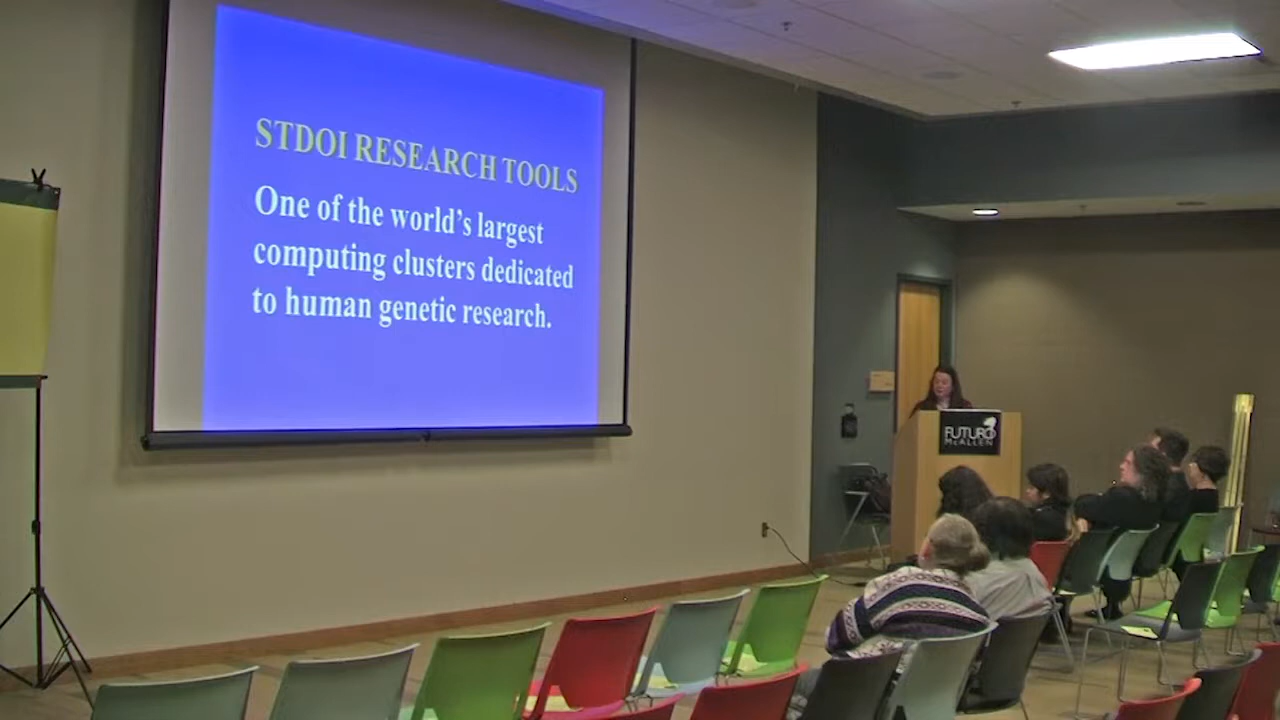 STDOI RESEARCH TOOLS
One of the world's largest
computing clusters dedicated
to human genetic research.
FUTURO
McALLEN